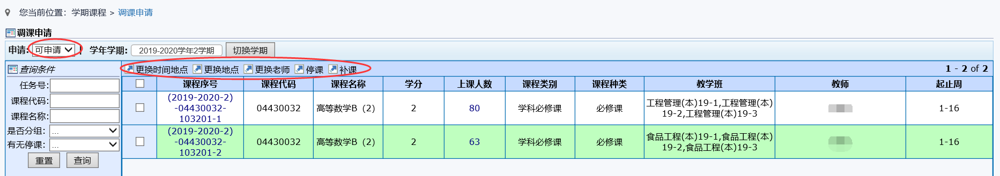 您当前位置：学期课程 > 调课申请
调课申请
申请: 可申请 学年学期: 2019-2020学年2学期 切换学期
查询条件
任务号:
课程代码:
课程名称:
是否分组: ...
有无停课: ...
重置 查询
更换时间地点 更换地点 更换老师 停课 补课 1 - 2 of 2
课程序号 课程代码 课程名称 学分 上课人数 课程类别 课程种类 教学班 教师 起止周
(2019-2020-2)
-04430032-
103201-1
04430032 高等数学B（2） 2 80 学科必修课 必修课
工程管理(本)19-1,工程管理(本)
19-2,工程管理(本)19-3
1-16
(2019-2020-2)
-04430032-
103201-2
04430032 高等数学B（2） 2 63 学科必修课 必修课
食品工程(本)19-1,食品工程(本)
19-2,食品工程(本)19-3
1-16